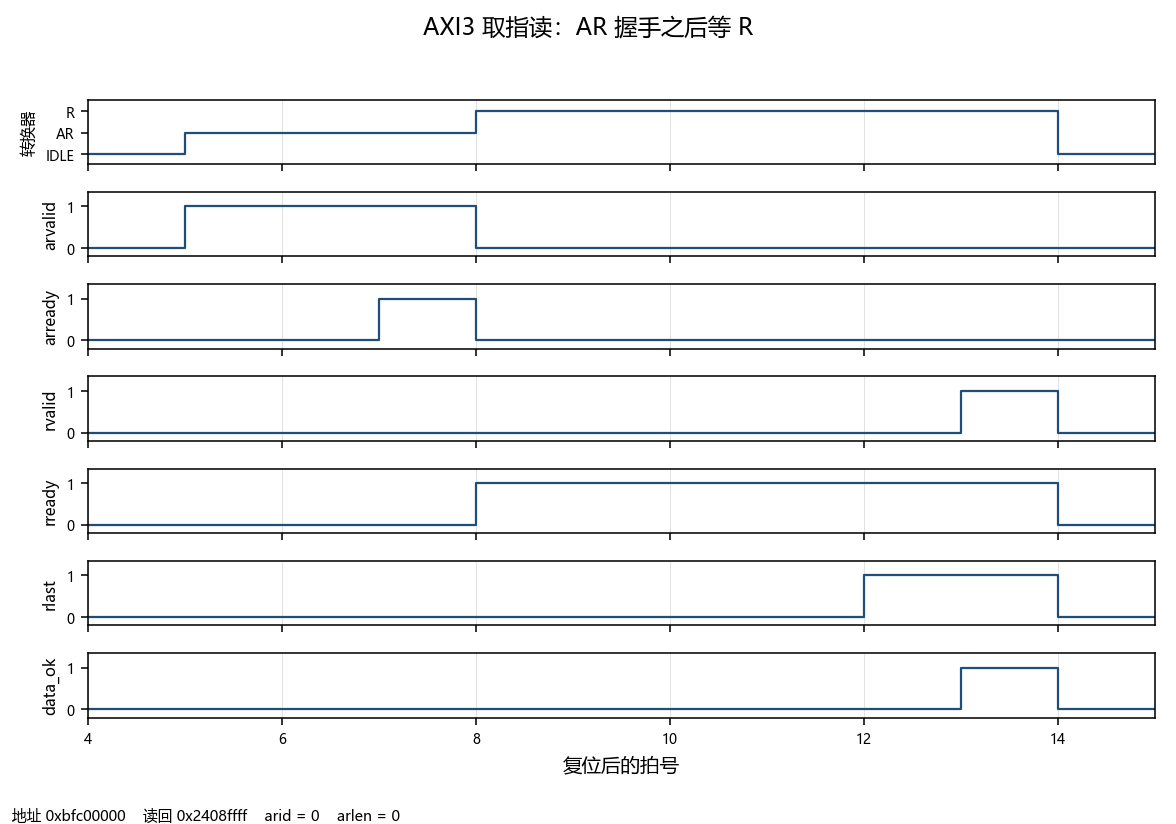 AXI3 取指读：AR 握手之后等 R
转换器
R
AR
IDLE
arvalid
1
0
arready
1
0
rvalid
1
0
rready
1
0
rlast
1
0
data_ok
1
0
4 6 8 10 12 14
复位后的拍号
地址 0xbfc00000 读回 0x2408ffff arid = 0 arlen = 0